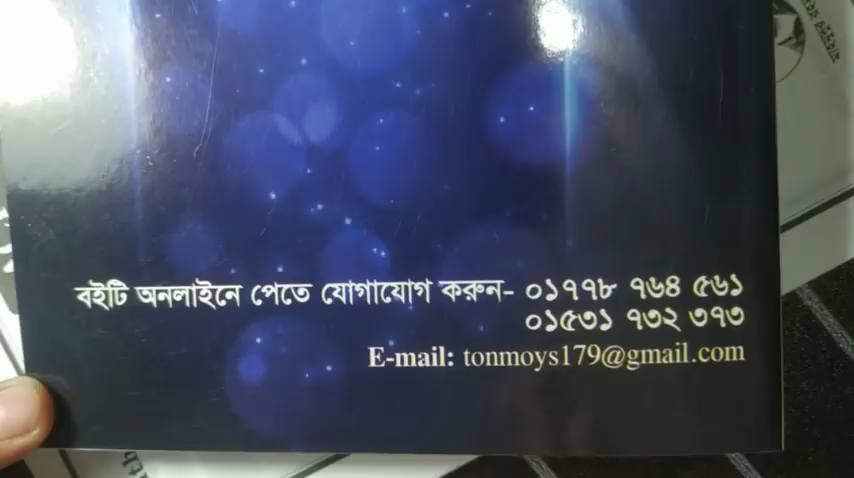 বইটি অনলাইনে পেতে যোগাযোগ করুন- ০১৭৭৮ ৭৬৪ ৫৬১
০১৫৩১ ৭৩২ ৩৭৩
E-mail: tonmoys179@gmail.com